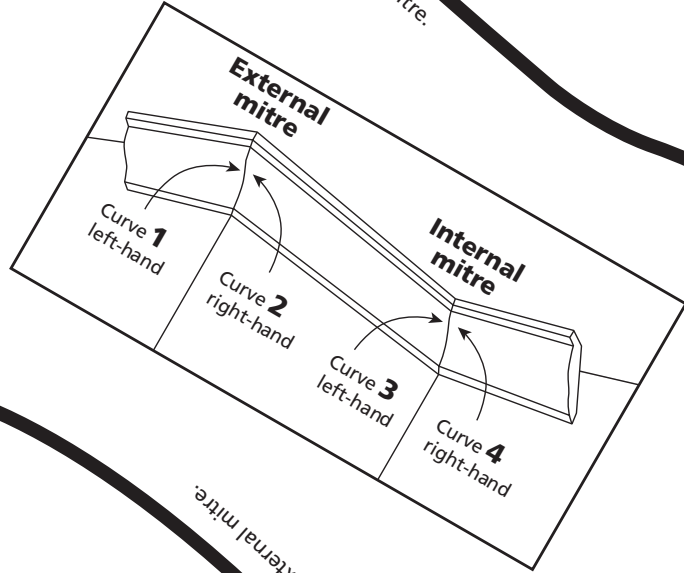 External
mitre
Curve 1
left-hand
Curve 2
right-hand
Internal
mitre
Curve 3
left-hand
Curve 4
right-hand
mitre.